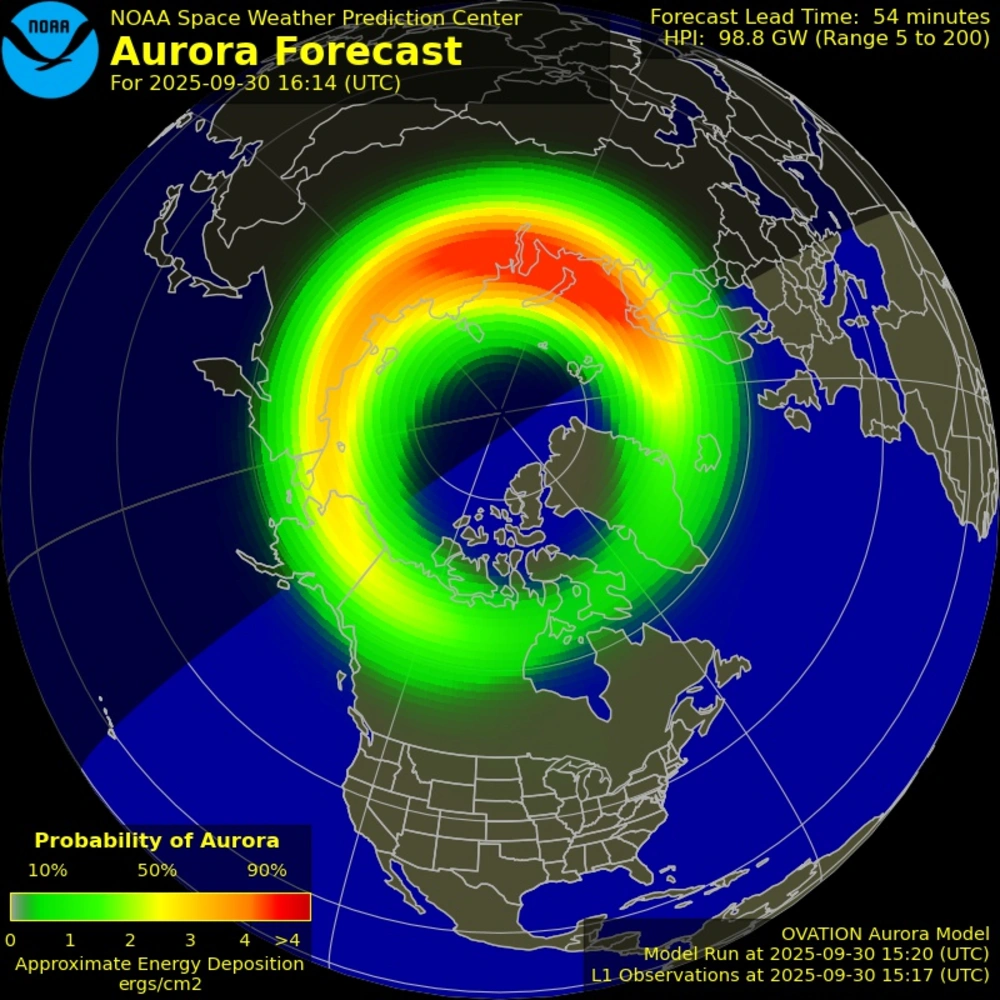 NOAA
NOAA Space Weather Prediction Center
Aurora Forecast
For 2025-09-30 16:14 (UTC)
Forecast Lead Time: 54 minutes
HPI: 98.8 GW (Range 5 to 200)
Probability of Aurora
10% 50% 90%
0 1 2 3 4 >4
Approximate Energy Deposition
ergs/cm2
OVATION Aurora Model
Model Run at 2025-09-30 15:20 (UTC)
L1 Observations at 2025-09-30 15:17 (UTC)